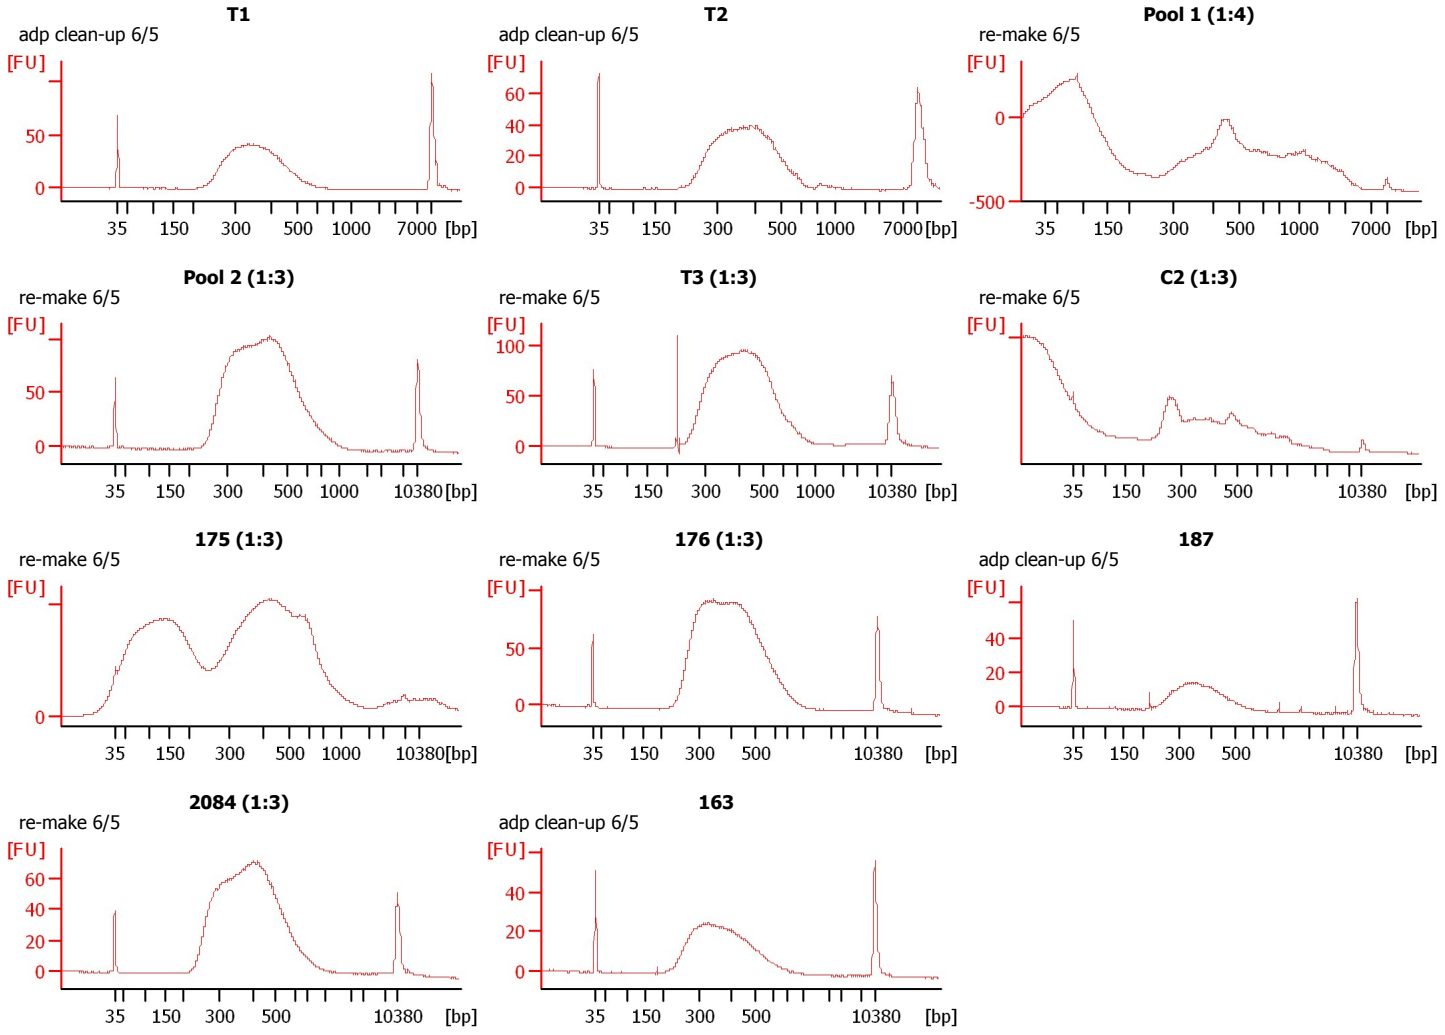 T1
adp clean-up 6/5
[FU]
50
0
35 150 300 500 1000 7000 [bp]
T2
adp clean-up 6/5
[FU]
60
40
20
0
35 150 300 500 1000 7000 [bp]
Pool 1 (1:4)
re-make 6/5
[FU]
0
-500
35 150 300 500 1000 7000 [bp]
Pool 2 (1:3)
re-make 6/5
[FU]
50
0
35 150 300 500 1000 10380 [bp]
T3 (1:3)
re-make 6/5
[FU]
100
50
0
35 150 300 500 1000 10380 [bp]
C2 (1:3)
re-make 6/5
[FU]
35 150 300 500 10380 [bp]
175 (1:3)
re-make 6/5
[FU]
0
35 150 300 500 1000 10380 [bp]
176 (1:3)
re-make 6/5
[FU]
50
0
35 150 300 500 10380 [bp]
187
adp clean-up 6/5
[FU]
40
20
0
35 150 300 500 10380 [bp]
2084 (1:3)
re-make 6/5
[FU]
60
40
20
0
35 150 300 500 10380 [bp]
163
adp clean-up 6/5
[FU]
40
20
0
35 150 300 500 10380 [bp]